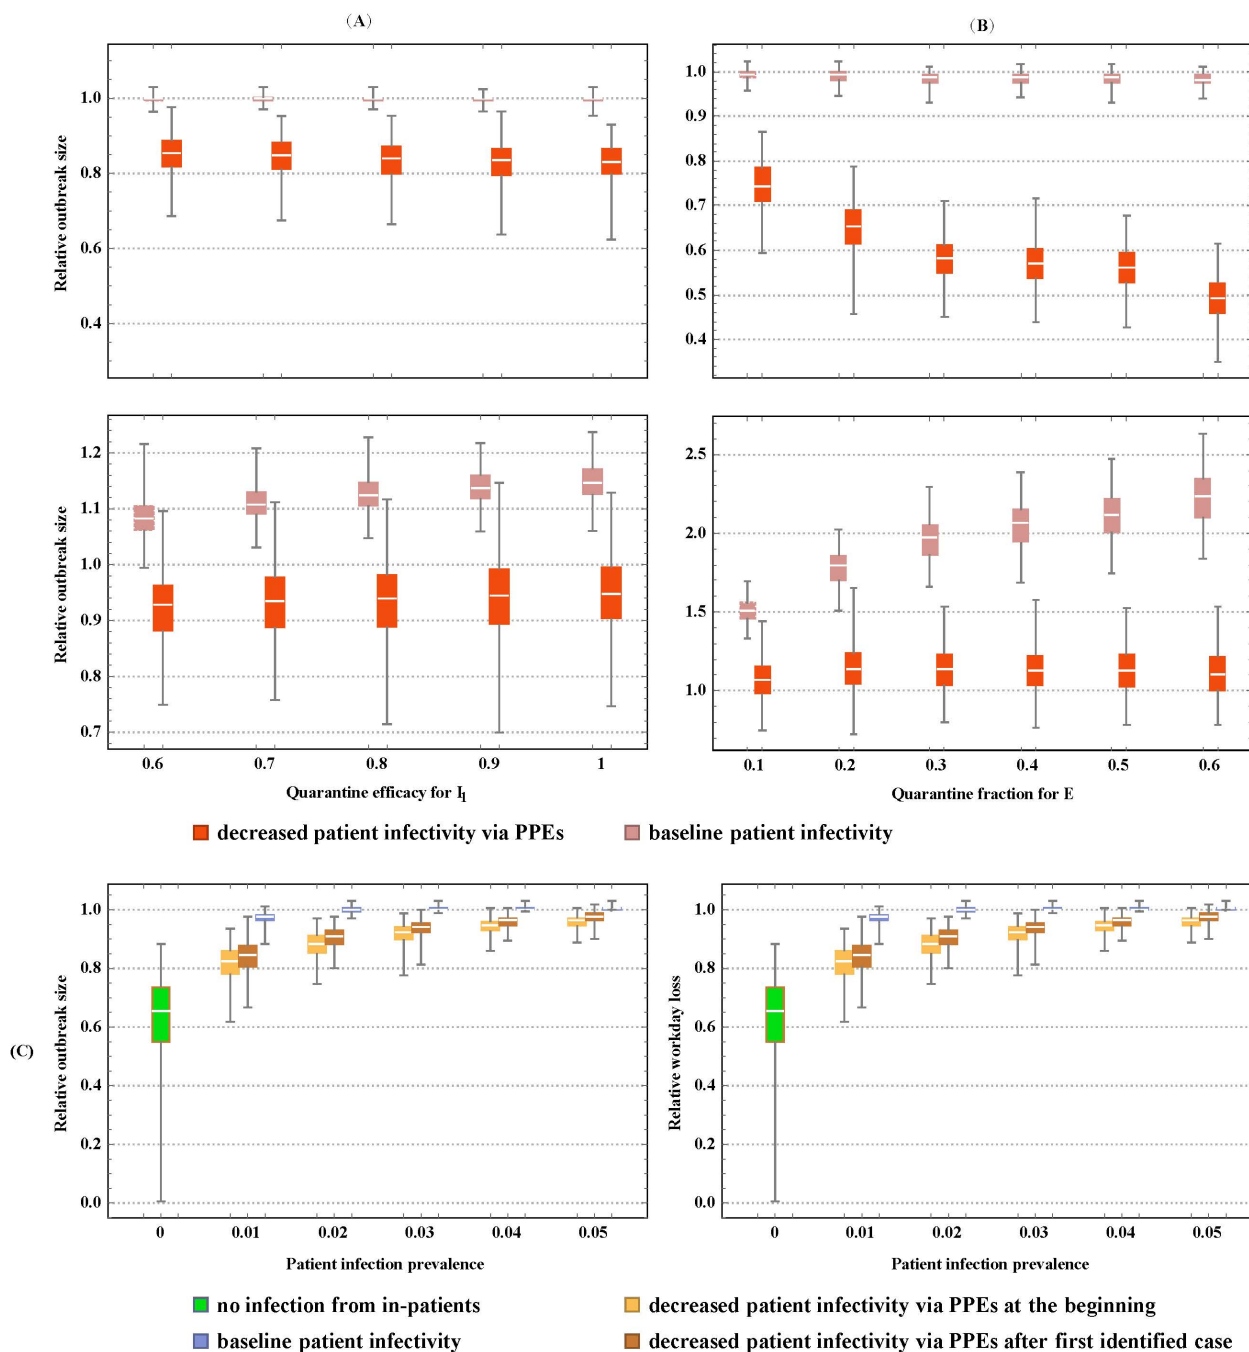 (A)
(B)
Relative outbreak size
1.0
0.8
0.6
0.4
1.0
0.9
0.8
0.7
0.6
0.5
0.4
Relative outbreak size
1.2
1.1
1.0
0.9
0.8
0.7
0.6 0.7 0.8 0.9 1
Quarantine efficacy for I1
2.5
2.0
1.5
1.0
0.1 0.2 0.3 0.4 0.5 0.6
Quarantine fraction for E
decreased patient infectivity via PPEs
baseline patient infectivity
(C)
Relative outbreak size
1.0
0.8
0.6
0.4
0.2
0.0
0 0.01 0.02 0.03 0.04 0.05
Patient infection prevalence
Relative workday loss
1.0
0.8
0.6
0.4
0.2
0.0
0 0.01 0.02 0.03 0.04 0.05
Patient infection prevalence
no infection from in-patients
decreased patient infectivity via PPEs at the beginning
baseline patient infectivity
decreased patient infectivity via PPEs after first identified case